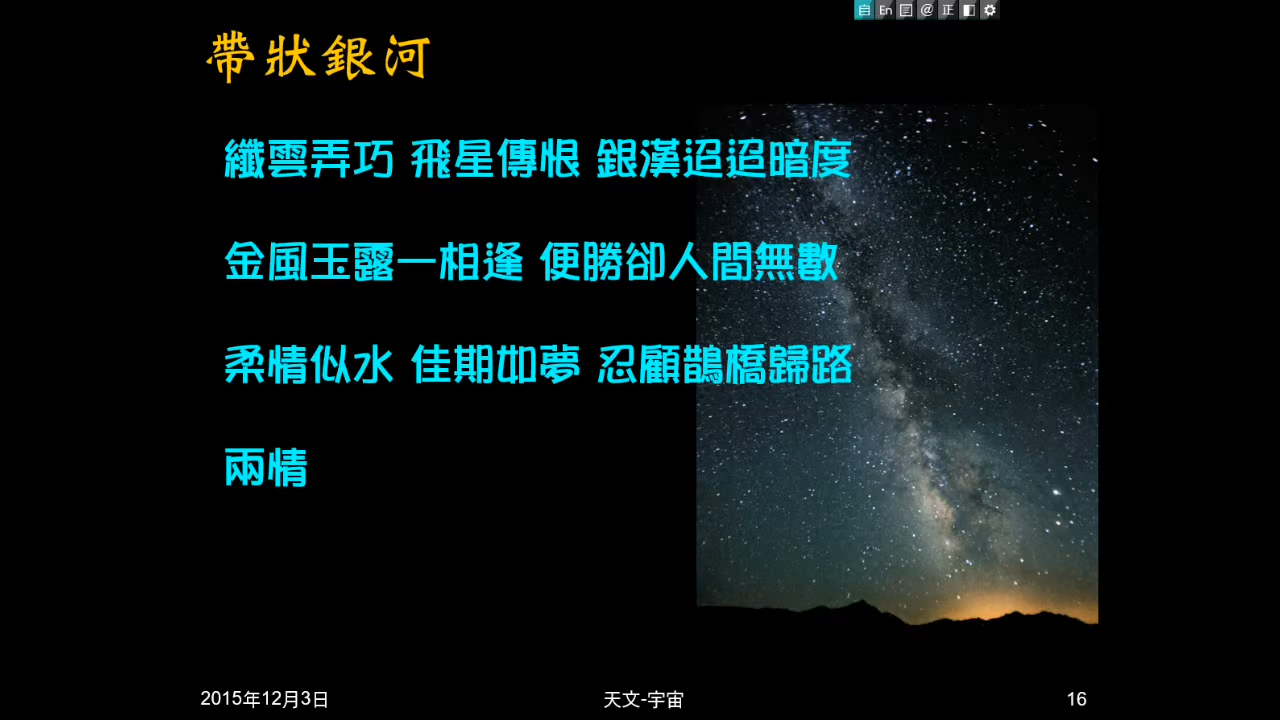 自 En @ 正
帶狀銀河
纖雲弄巧 飛星傳恨 銀漢迢迢暗度
金風玉露一相逢 便勝卻人間無數
柔情似水 佳期如夢 忍顧鵲橋歸路
兩情
2015年12月3日
天文-宇宙
16